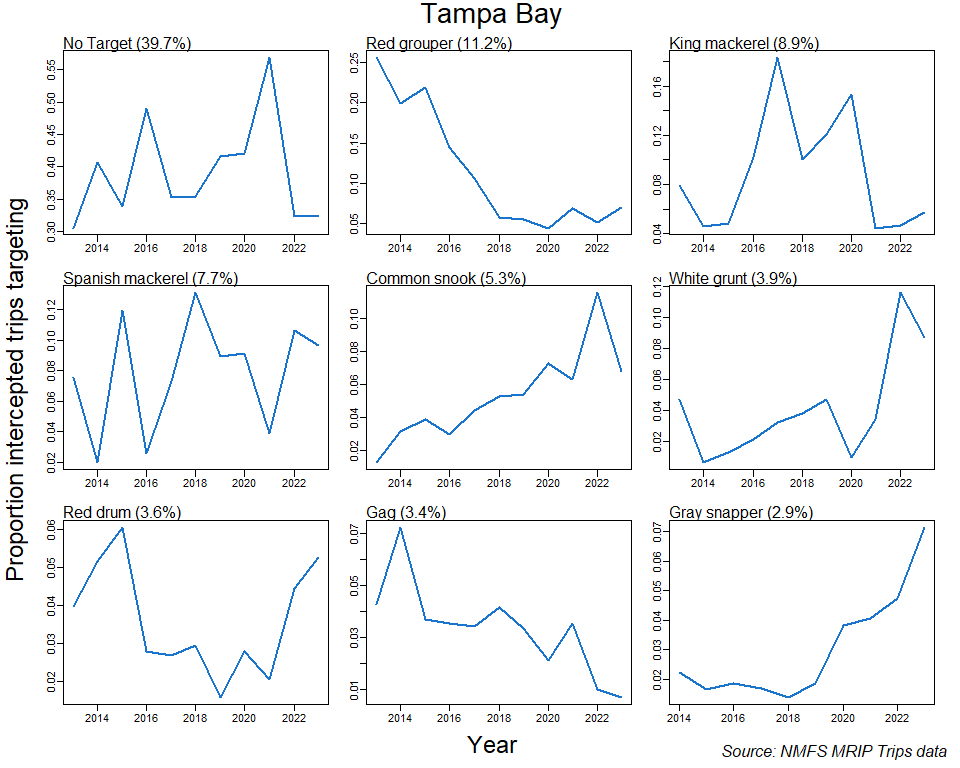 Tampa Bay
Proportion intercepted trips targeting
No Target (39.7%)
0.55
0.50
0.45
0.40
0.35
0.30
2014 2016 2018 2020 2022
Red grouper (11.2%)
0.25
0.20
0.15
0.10
0.05
2014 2016 2018 2020 2022
King mackerel (8.9%)
0.16
0.12
0.08
0.04
2014 2016 2018 2020 2022
Spanish mackerel (7.7%)
0.12
0.10
0.08
0.06
0.04
0.02
2014 2016 2018 2020 2022
Common snook (5.3%)
0.10
0.08
0.06
0.04
0.02
2014 2016 2018 2020 2022
White grunt (3.9%)
0.12
0.10
0.08
0.06
0.04
0.02
2014 2016 2018 2020 2022
Red drum (3.6%)
0.06
0.05
0.04
0.03
0.02
2014 2016 2018 2020 2022
Gag (3.4%)
0.07
0.05
0.03
0.01
2014 2016 2018 2020 2022
Gray snapper (2.9%)
0.07
0.06
0.05
0.04
0.03
0.02
2014 2016 2018 2020 2022
Year
Source: NMFS MRIP Trips data